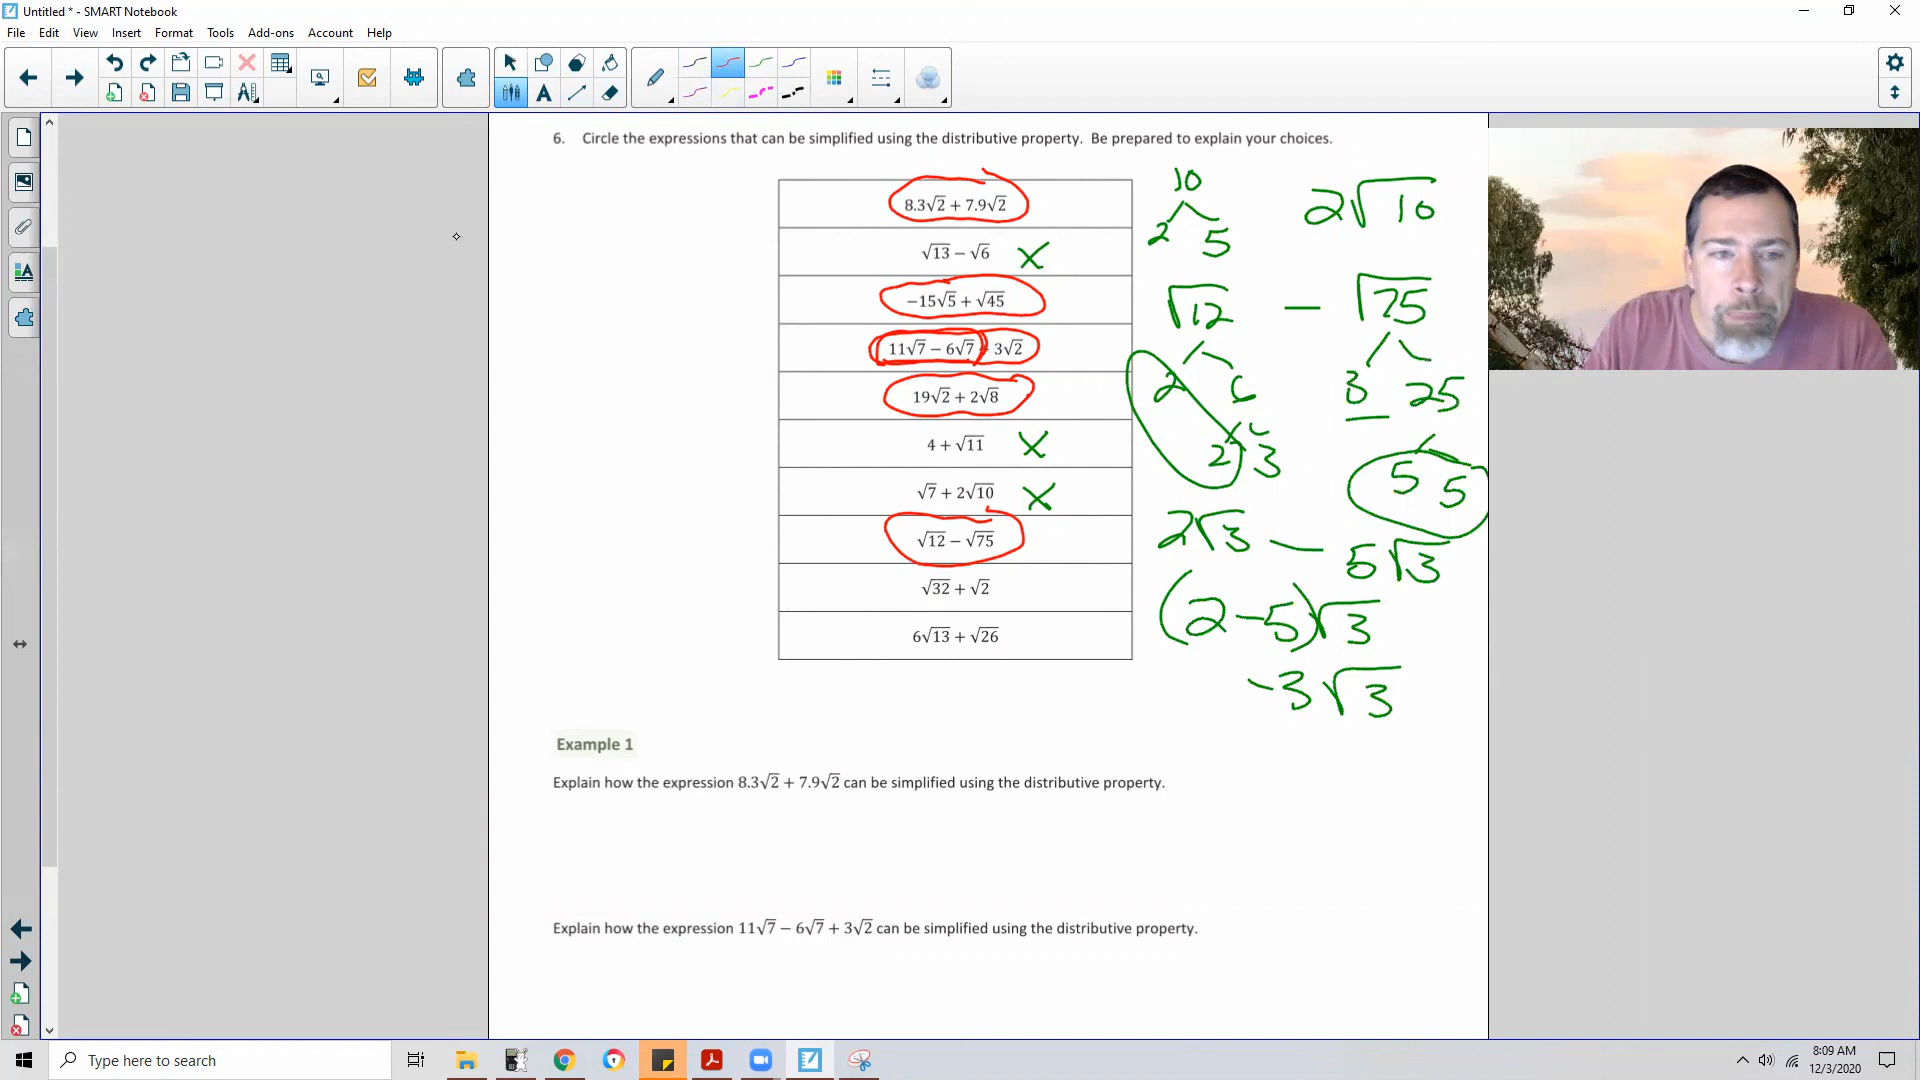 Untitled * - SMART Notebook
File Edit View Insert Format Tools Add-ons Account Help
6. Circle the expressions that can be simplified using the distributive property. Be prepared to explain your choices.
8.3√2 + 7.9√2
√13 − √6 X
−15√5 + √45
11√7 − 6√7 3√2
19√2 + 2√8
4 + √11 X
√7 + 2√10 X
√12 − √75
√32 + √2
6√13 + √26
10
2 5
2√10
√12 − √75
2 6 3 25
2 3 5 5
2√3 − 5√3
(2 − 5)√3
−3√3
Example 1
Explain how the expression 8.3√2 + 7.9√2 can be simplified using the distributive property.
Explain how the expression 11√7 − 6√7 + 3√2 can be simplified using the distributive property.
Type here to search
8:09 AM
12/3/2020